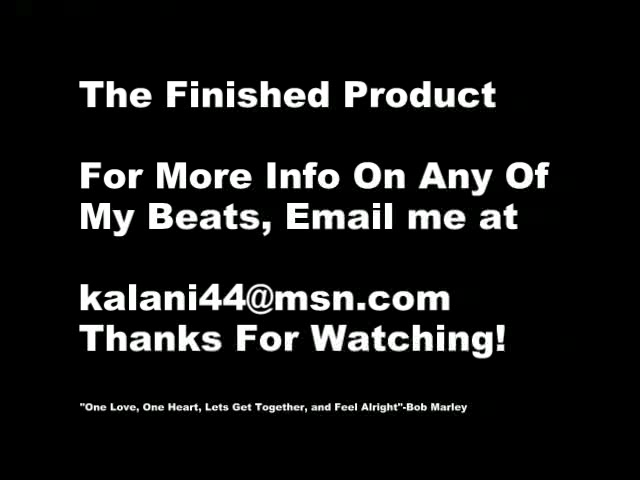 The Finished Product
For More Info On Any Of
My Beats, Email me at
kalani44@msn.com
Thanks For Watching!
"One Love, One Heart, Lets Get Together, and Feel Alright"-Bob Marley